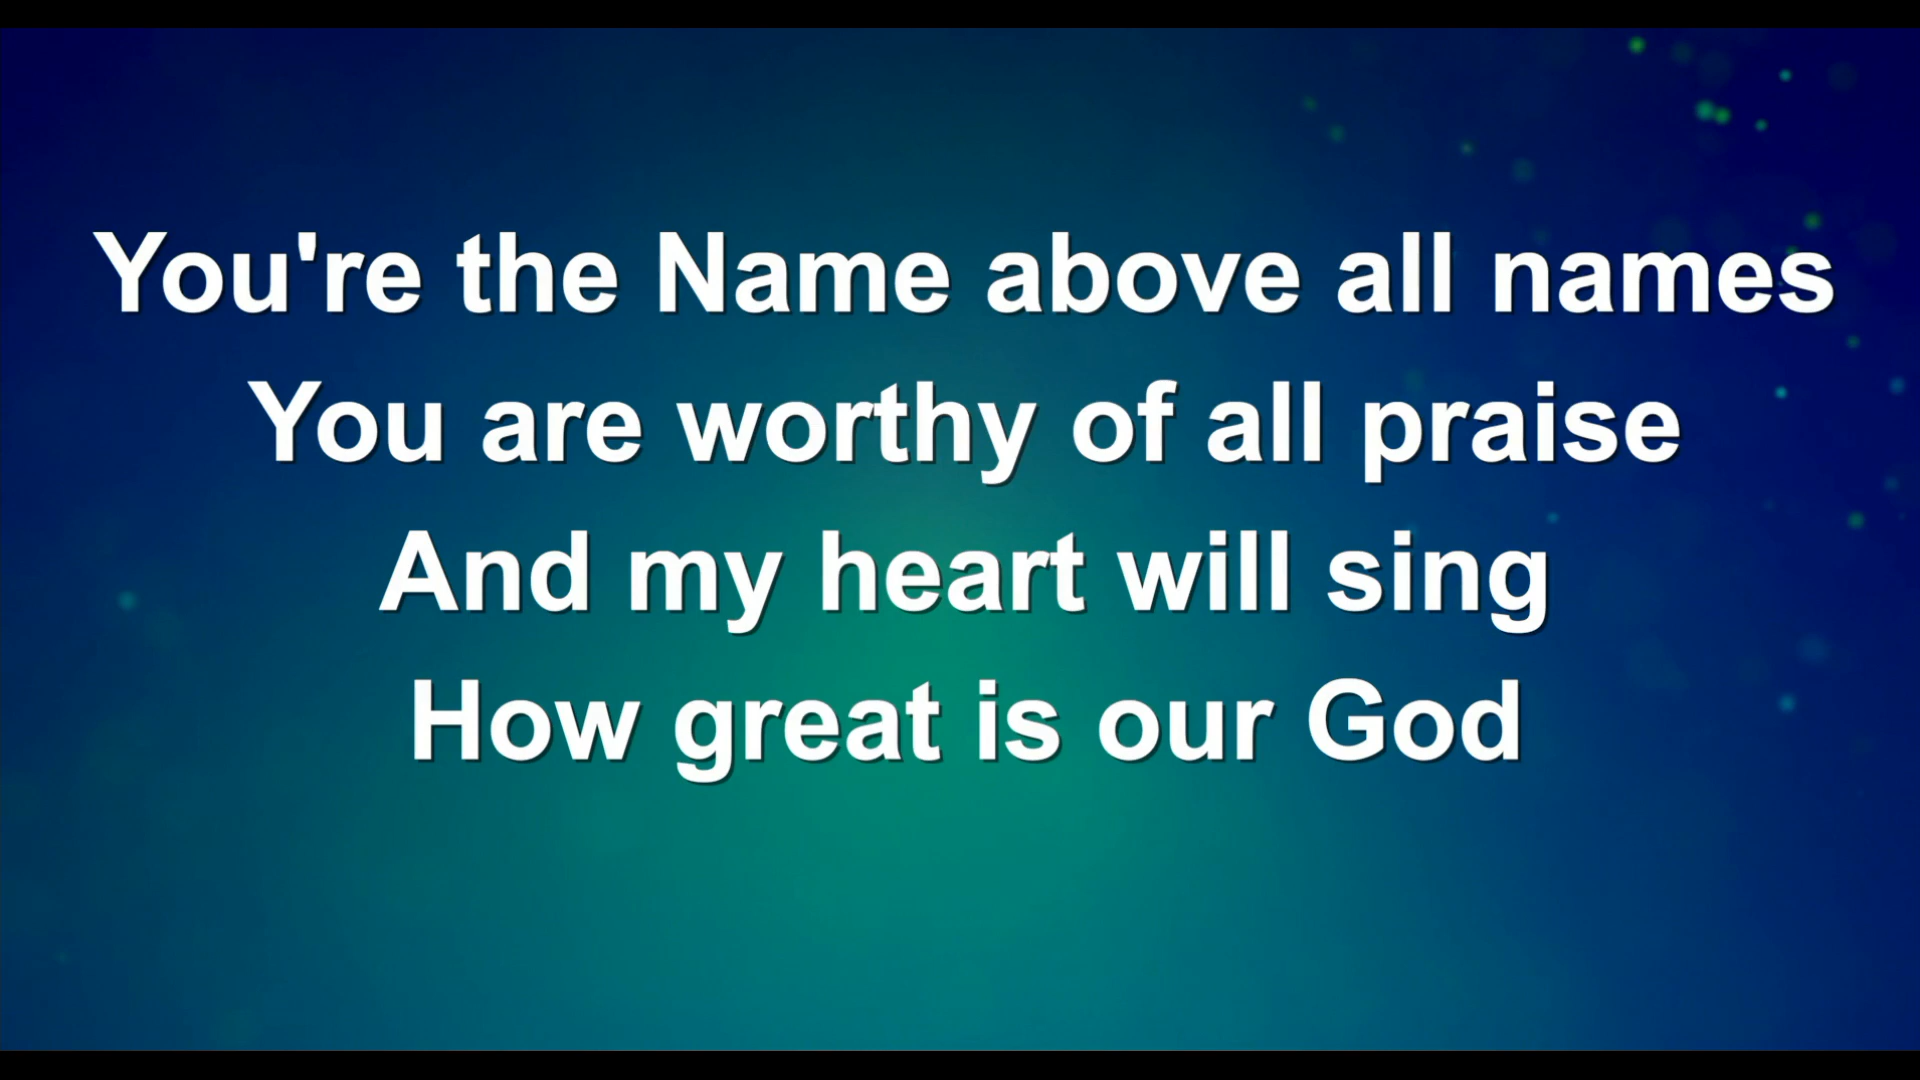 You're the Name above all names
You are worthy of all praise
And my heart will sing
How great is our God